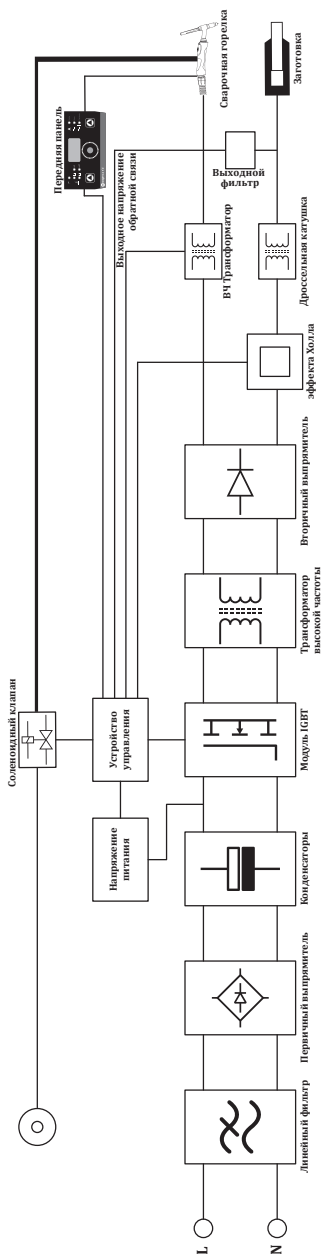 Соленоидный клапан
Передняя панель
Выходное напряжение
обратной связи
Сварочная горелка
Заготовка
Выходной
фильтр
ВЧ Трансформатор
Дроссельная катушка
эффекта Холла
Напряжение
питания
Устройство
управления
L
N
Линейный фильтр
Первичный выпрямитель
Конденсаторы
Модуль IGBT
Трансформатор
высокой частоты
Вторичный выпрямитель